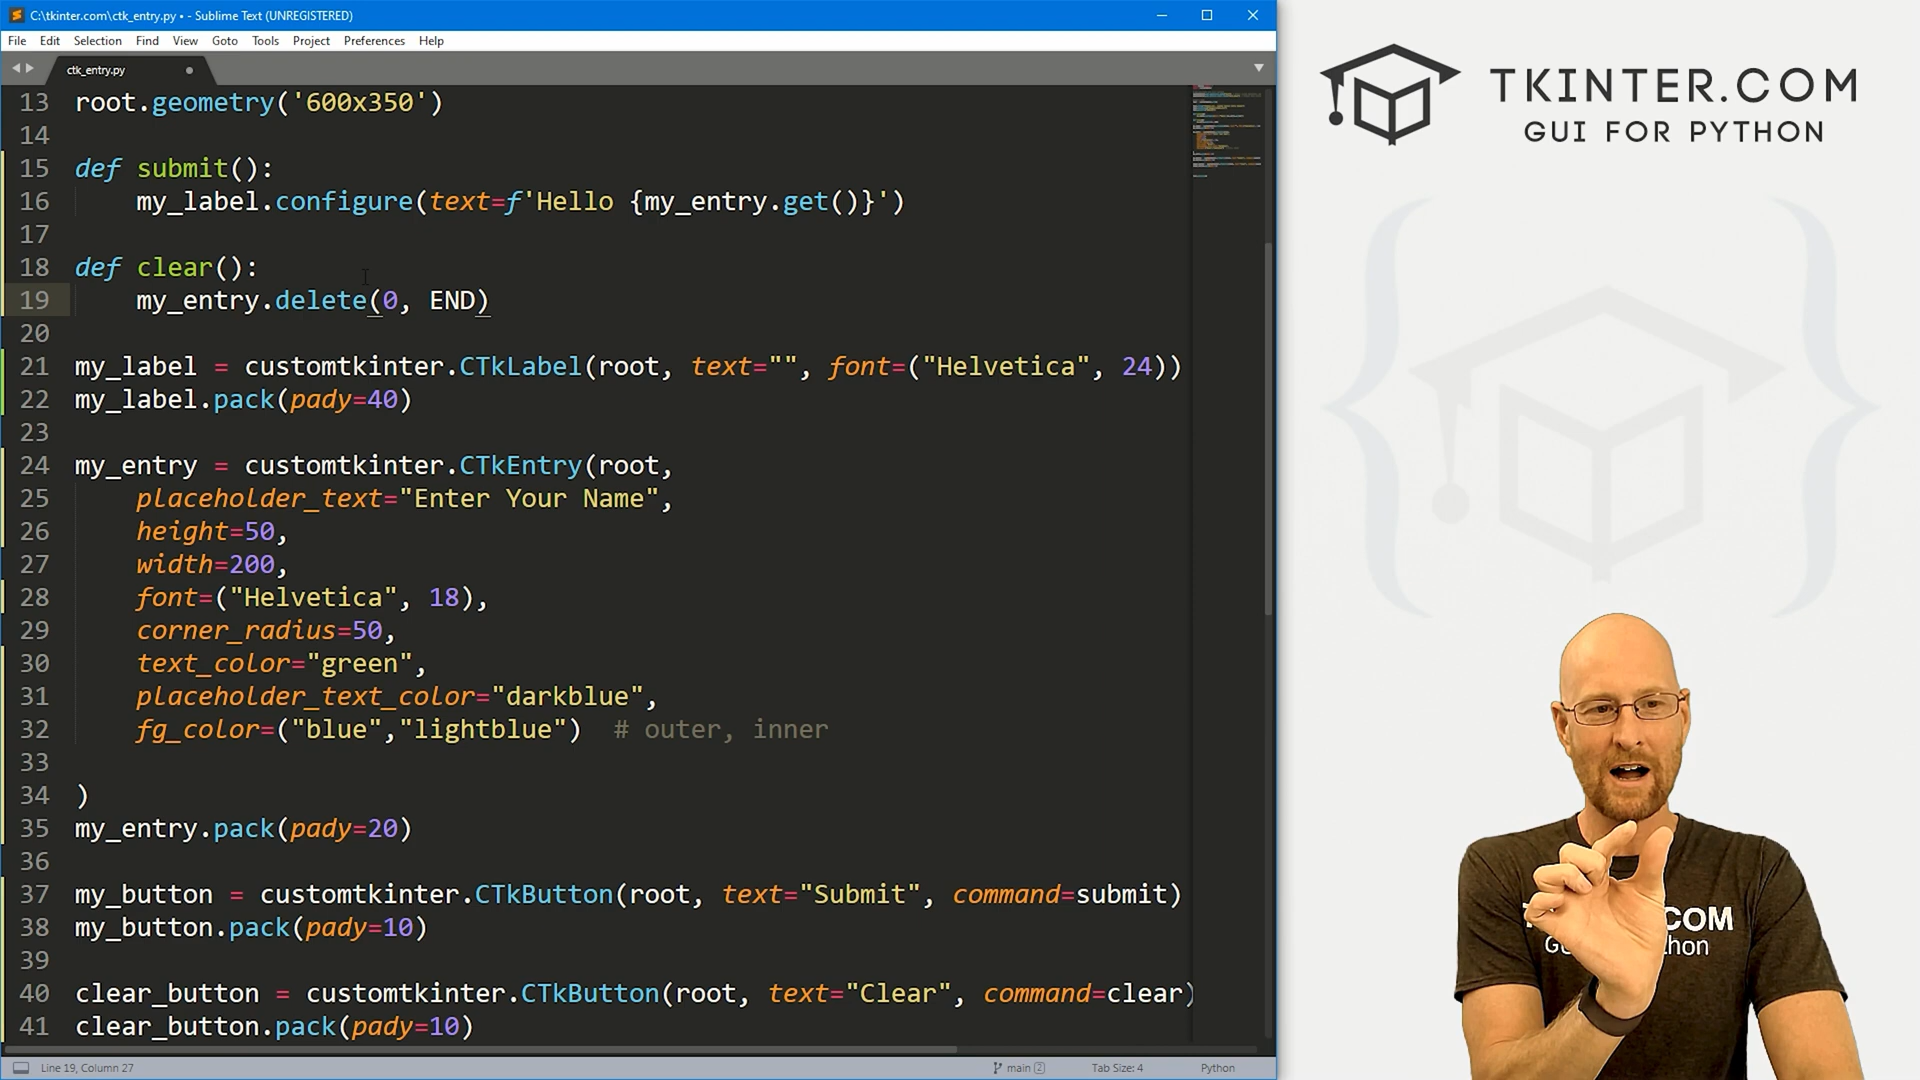 C:\tkinter.com\ctk_entry.py • - Sublime Text (UNREGISTERED)
File Edit Selection Find View Goto Tools Project Preferences Help
ctk_entry.py
13 root.geometry('600x350')
14
15 def submit():
16     my_label.configure(text=f'Hello {my_entry.get()}')
17
18 def clear():
19     my_entry.delete(0, END)
20
21 my_label = customtkinter.CTkLabel(root, text="", font=("Helvetica", 24))
22 my_label.pack(pady=40)
23
24 my_entry = customtkinter.CTkEntry(root,
25     placeholder_text="Enter Your Name",
26     height=50,
27     width=200,
28     font=("Helvetica", 18),
29     corner_radius=50,
30     text_color="green",
31     placeholder_text_color="darkblue",
32     fg_color=("blue","lightblue")  # outer, inner
33
34 )
35 my_entry.pack(pady=20)
36
37 my_button = customtkinter.CTkButton(root, text="Submit", command=submit)
38 my_button.pack(pady=10)
39
40 clear_button = customtkinter.CTkButton(root, text="Clear", command=clear)
41 clear_button.pack(pady=10)
Line 19, Column 27
main 2
Tab Size: 4
Python
TKINTER.COM
GUI FOR PYTHON
.COM